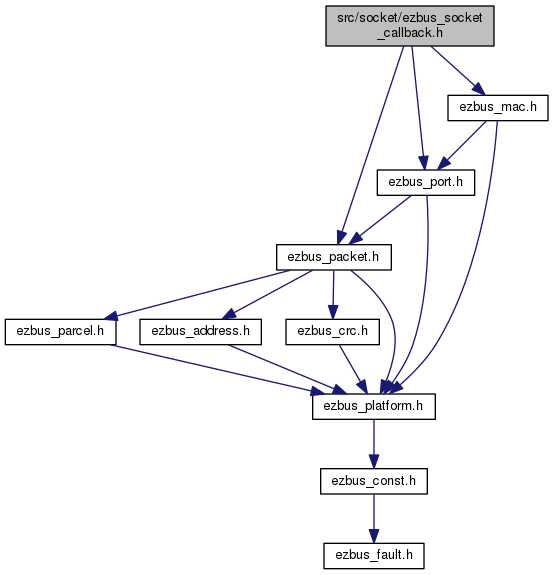 src/socket/ezbus_socket
_callback.h
ezbus_mac.h
ezbus_port.h
ezbus_packet.h
ezbus_parcel.h
ezbus_address.h
ezbus_crc.h
ezbus_platform.h
ezbus_const.h
ezbus_fault.h